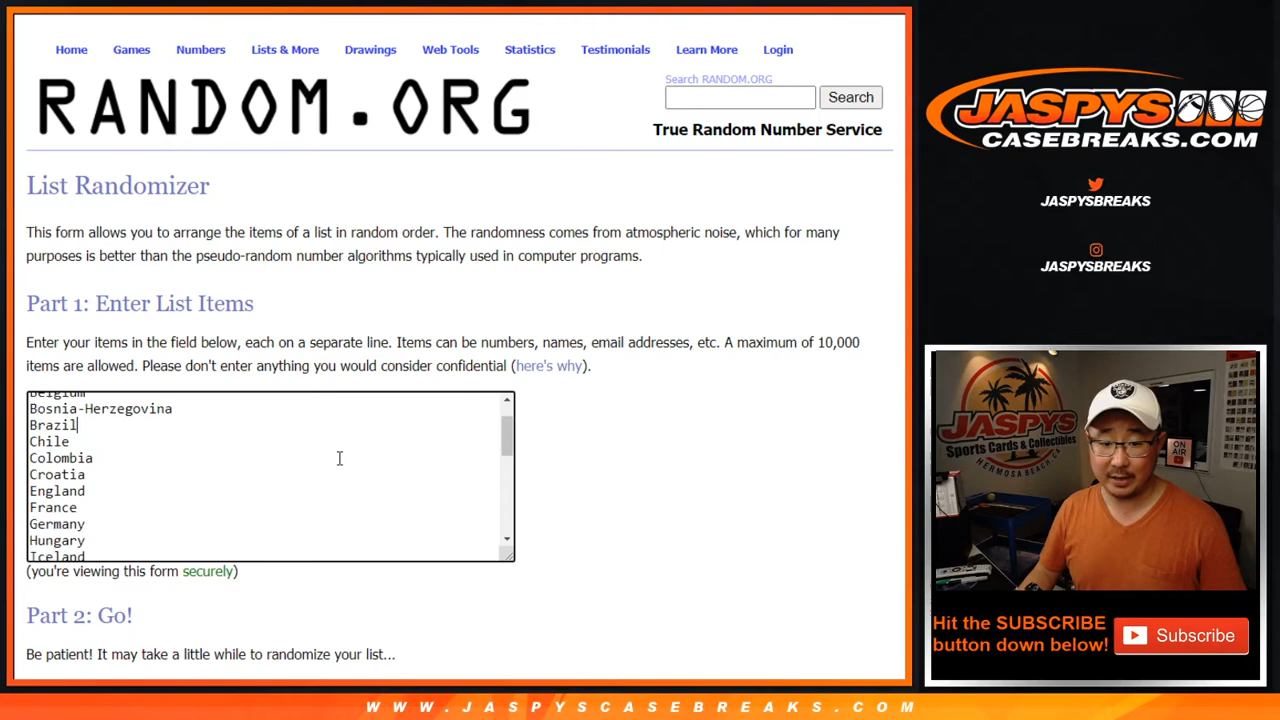 Home Games Numbers Lists & More Drawings Web Tools Statistics Testimonials Learn More Login
RANDOM.ORG
Search RANDOM.ORG
Search
True Random Number Service
List Randomizer
This form allows you to arrange the items of a list in random order. The randomness comes from atmospheric noise, which for many
purposes is better than the pseudo-random number algorithms typically used in computer programs.
Part 1: Enter List Items
Enter your items in the field below, each on a separate line. Items can be numbers, names, email addresses, etc. A maximum of 10,000
items are allowed. Please don't enter anything you would consider confidential (here's why).
Belgium
Bosnia-Herzegovina
Brazil
Chile
Colombia
Croatia
England
France
Germany
Hungary
Iceland
(you're viewing this form securely)
Part 2: Go!
Be patient! It may take a little while to randomize your list...
JASPYS
CASEBREAKS.COM
JASPYSBREAKS
JASPYSBREAKS
JASPYS
Sports Cards & Collectibles
HERMOSA BEACH, CA
ON
AIR
Hit the SUBSCRIBE
button down below!
Subscribe
WWW.JASPYSCASEBREAKS.COM